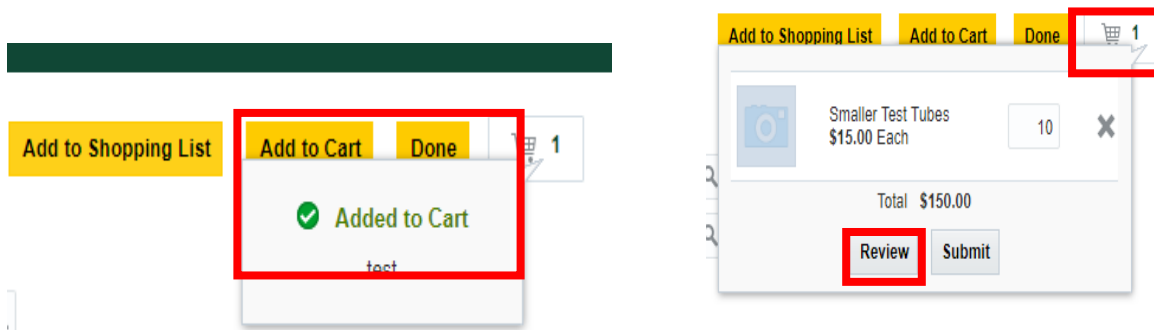 Add to Shopping List Add to Cart Done 1
Added to Cart
test
Add to Shopping List Add to Cart Done 1
Smaller Test Tubes
$15.00 Each
10
Total $150.00
Review Submit